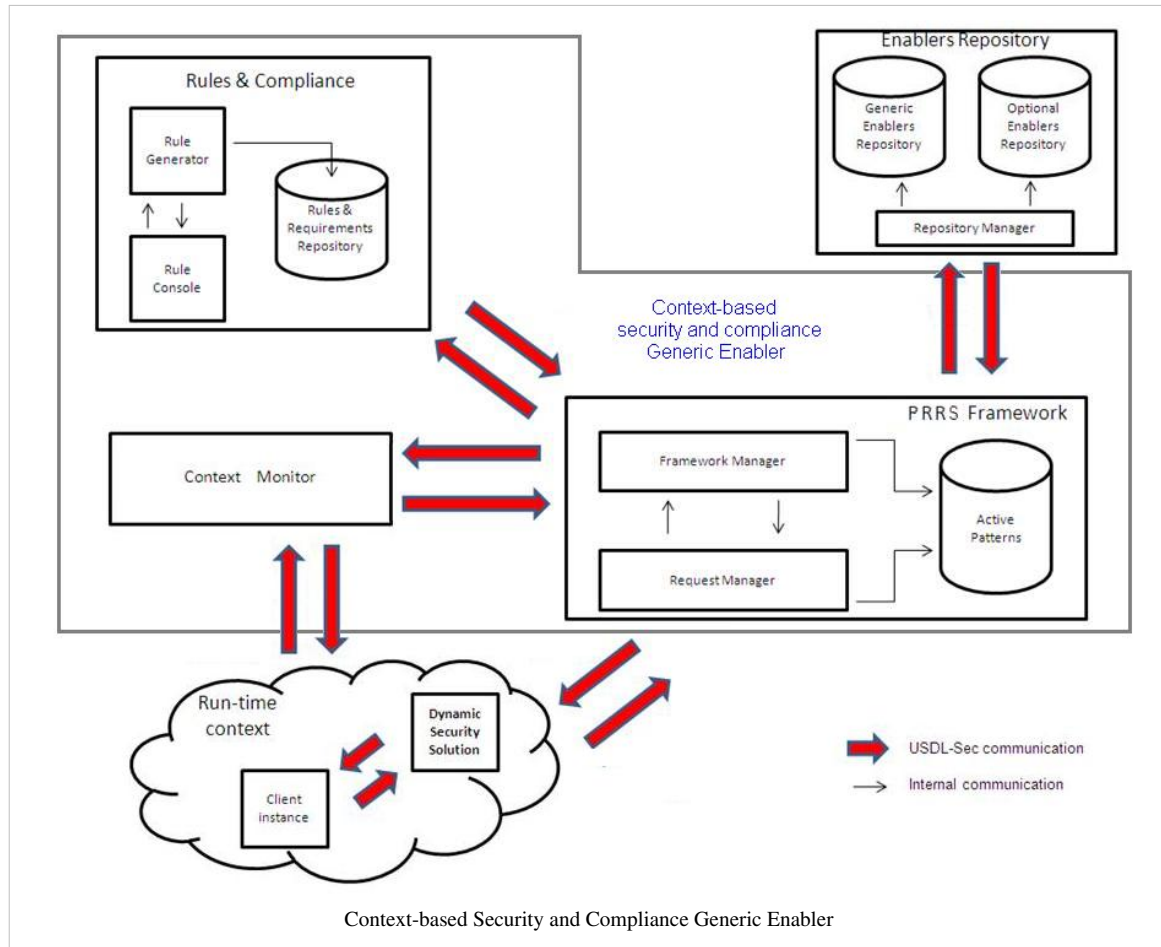 Rules & Compliance
Rule
Generator
Rules &
Requirements
Repository
Rule
Console
Enablers Repository
Generic
Enablers
Repository
Optional
Enablers
Repository
Repository Manager
Context-based
security and compliance
Generic Enabler
Context Monitor
PRRS Framework
Framework Manager
Request Manager
Active
Patterns
Run-time
context
Dynamic
Security
Solution
Client
instance
USDL-Sec communication
Internal communication
Context-based Security and Compliance Generic Enabler